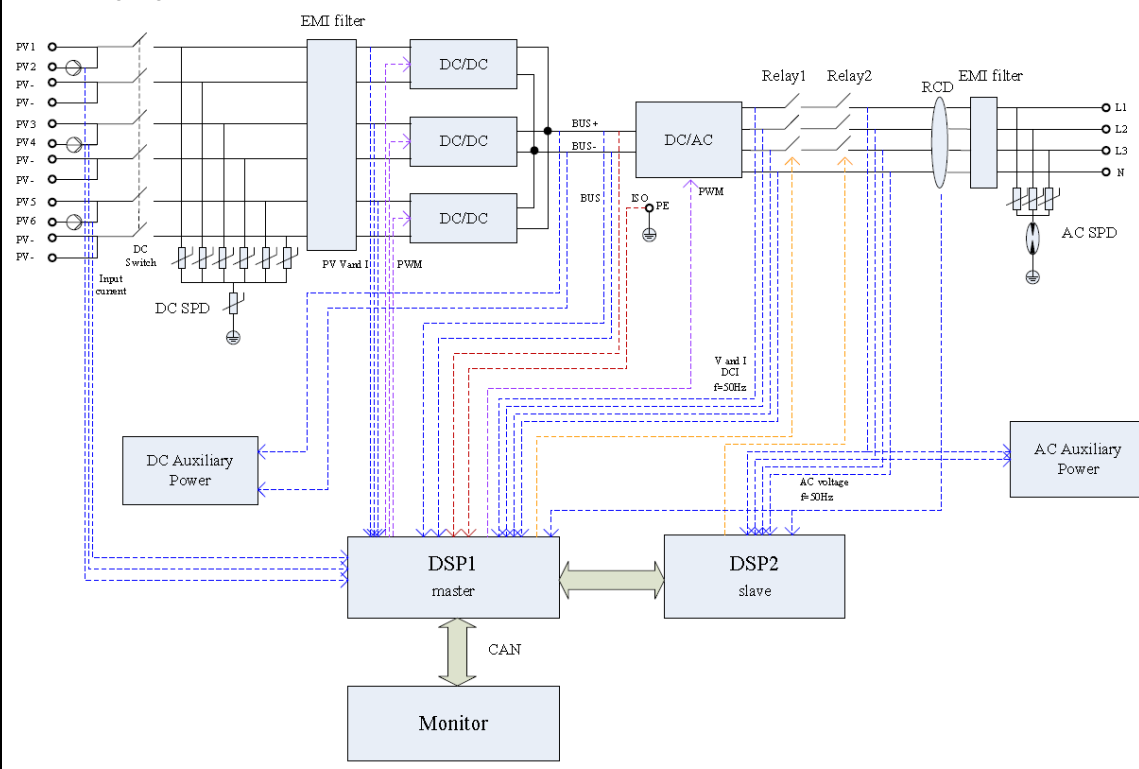 EMI filter
PV1
PV2
PV-
PV-
PV3
PV4
PV-
PV-
PV5
PV6
PV-
PV-
DC
Switch
Input
current
DC SPD
PV Vand I
PWM
DC/DC
DC/DC
DC/DC
BUS+
BUS-
BUS
ISO
PE
DC/AC
PWM
Relay1
Relay2
RCD
EMI filter
L1
L2
L3
N
AC SPD
V and I
DCI
f=50Hz
DC Auxiliary
Power
AC Auxiliary
Power
AC voltage
f=50Hz
DSP1
master
DSP2
slave
CAN
Monitor